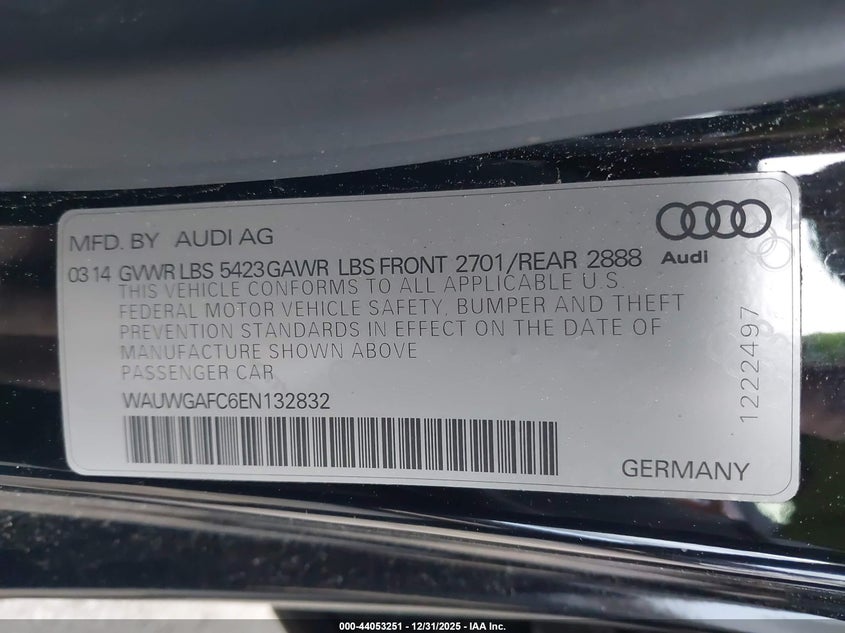 MFD. BY AUDI AG
Audi
03 14 GVWR LBS 5423 GAWR LBS FRONT 2701/REAR 2888
THIS VEHICLE CONFORMS TO ALL APPLICABLE U.S.
FEDERAL MOTOR VEHICLE SAFETY, BUMPER AND THEFT
PREVENTION STANDARDS IN EFFECT ON THE DATE OF
MANUFACTURE SHOWN ABOVE
PASSENGER CAR
WAUWGAFC6EN132832
1222497
GERMANY
000-44053251 - 12/31/2025 - IAA Inc.